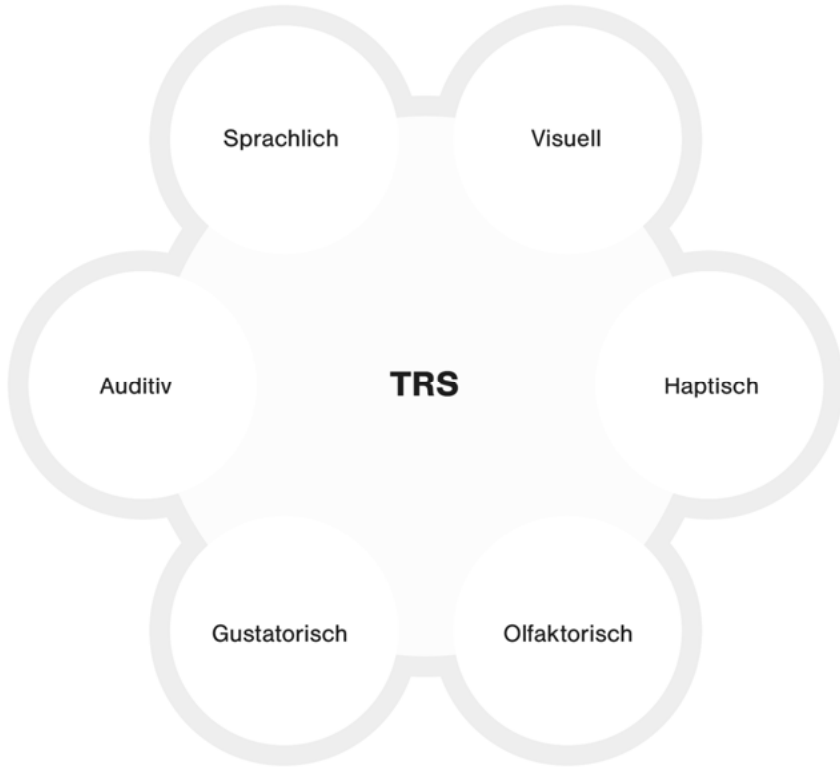 Sprachlich
Visuell
Auditiv
TRS
Haptisch
Gustatorisch
Olfaktorisch